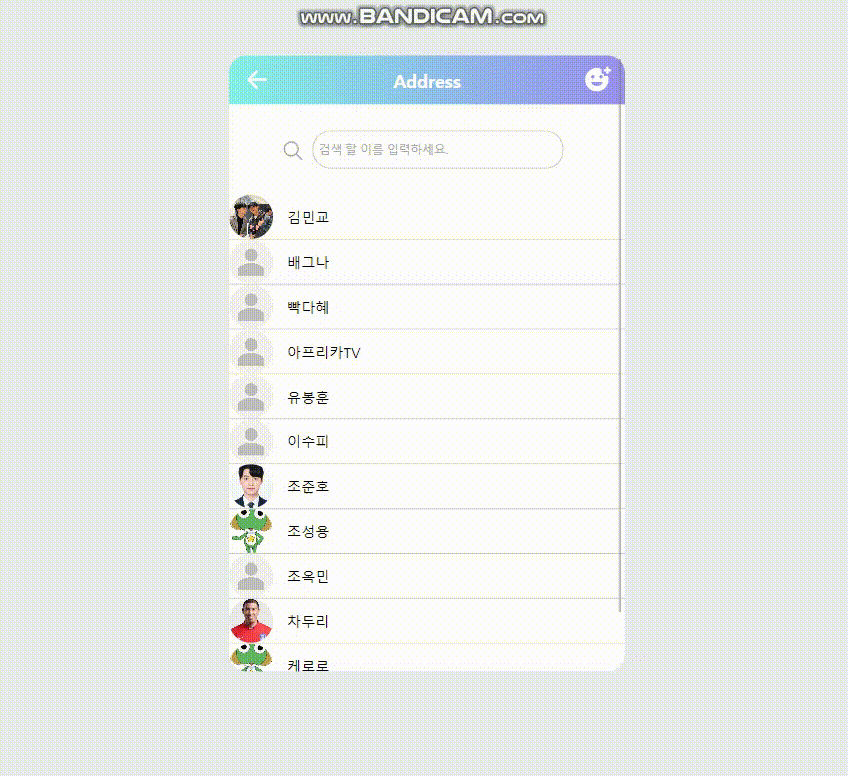 www.BANDICAM.com
Address
검색 할 이름 입력하세요.
김민교
배그나
빡다혜
아프리카TV
유봉훈
이수피
조준호
조성용
조옥민
차두리
케로로